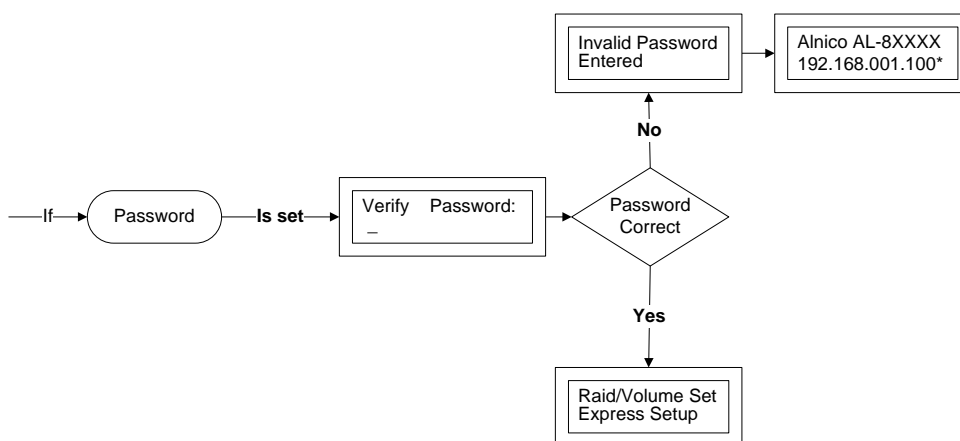 Invalid Password
Entered
Alnico AL-8XXXX
192.168.001.100*
No
If
Password
Is set
Verify Password:
_
Password
Correct
Yes
Raid/Volume Set
Express Setup